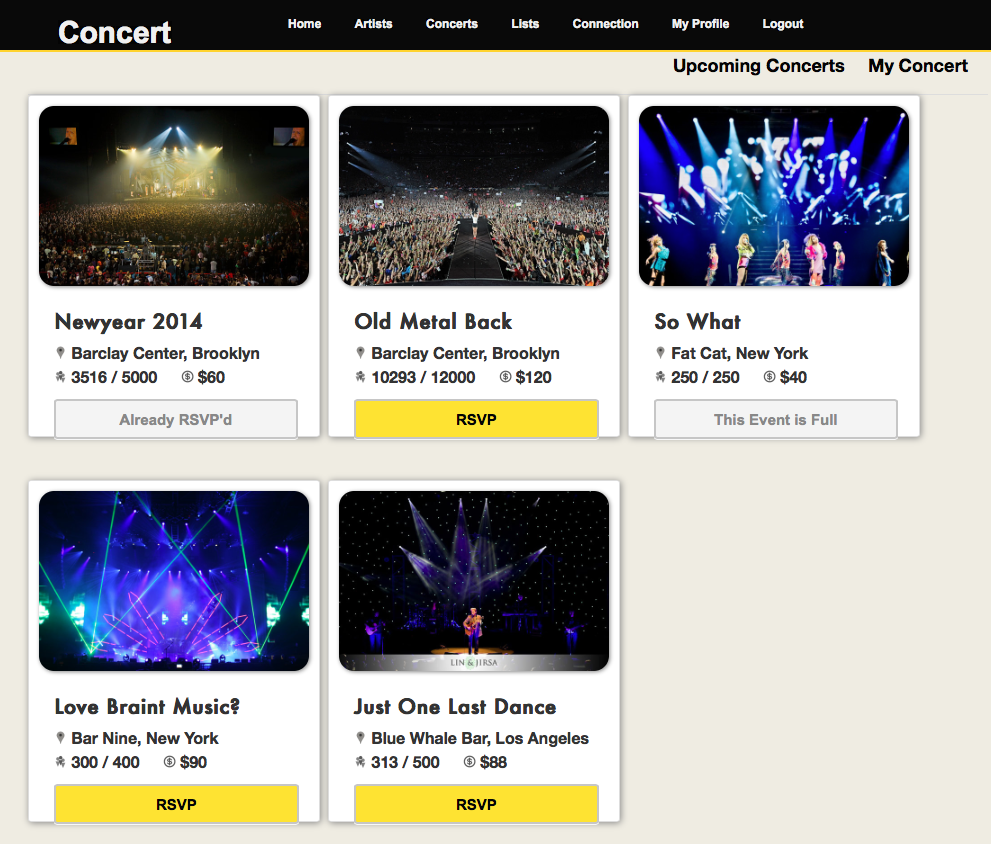 Concert
Home Artists Concerts Lists Connection My Profile Logout
Upcoming Concerts My Concert
Newyear 2014
Barclay Center, Brooklyn
3516 / 5000 $60
Already RSVP'd
Old Metal Back
Barclay Center, Brooklyn
10293 / 12000 $120
RSVP
So What
Fat Cat, New York
250 / 250 $40
This Event is Full
Love Braint Music?
Bar Nine, New York
300 / 400 $90
RSVP
LIN & JIRSA
Just One Last Dance
Blue Whale Bar, Los Angeles
313 / 500 $88
RSVP